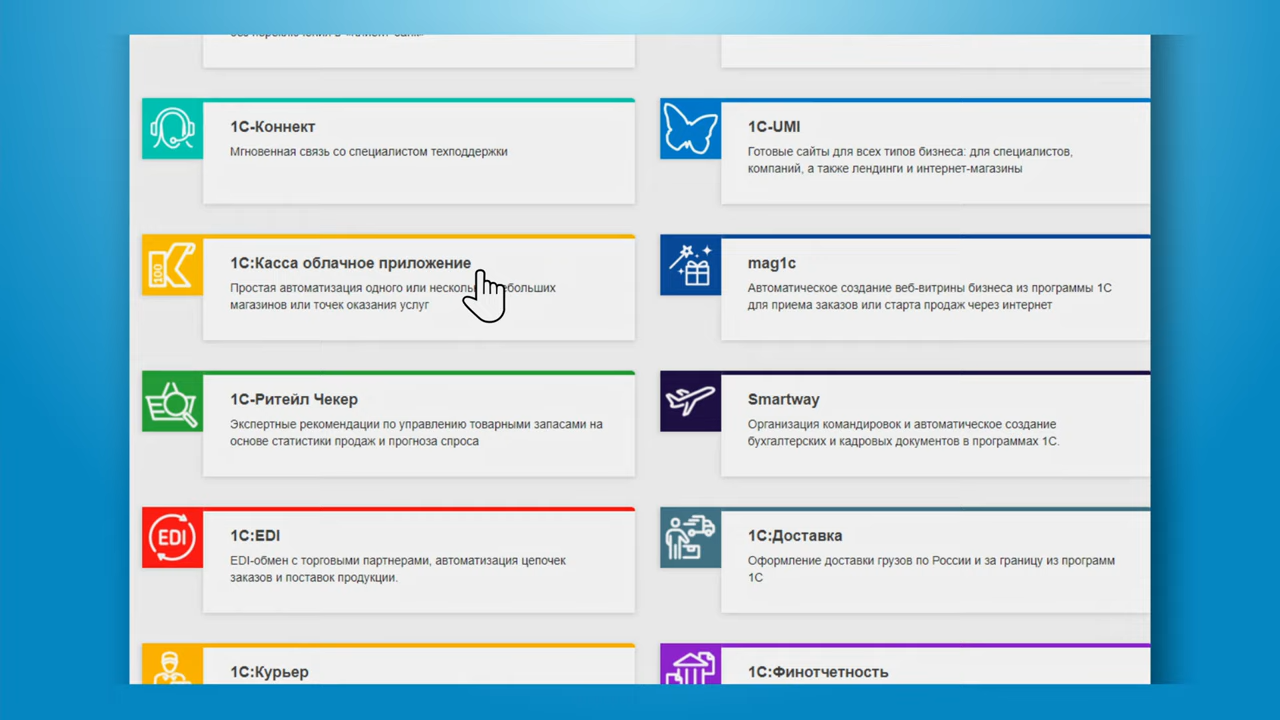 1С-Коннект
Мгновенная связь со специалистом техподдержки
1С-UMI
Готовые сайты для всех типов бизнеса: для специалистов,
компаний, а также лендинги и интернет-магазины
100
1С:Касса облачное приложение
Простая автоматизация одного или
магазинов или точек оказания услуг
mag1c
Автоматическое создание веб-витрины бизнеса из программы 1С
для приема заказов или старта продаж через интернет
1С-Ритейл Чекер
Экспертные рекомендации по управлению товарными запасами на
основе статистики продаж и прогноза спроса
Smartway
Организация командировок и автоматическое создание
бухгалтерских и кадровых документов в программах 1С.
EDI
1С:EDI
EDI-обмен с торговыми партнерами, автоматизация цепочек
заказов и поставок продукции.
1С:Доставка
Оформление доставки грузов по России и за границу из программ
1С
1С:Курьер
1С:Финотчетность